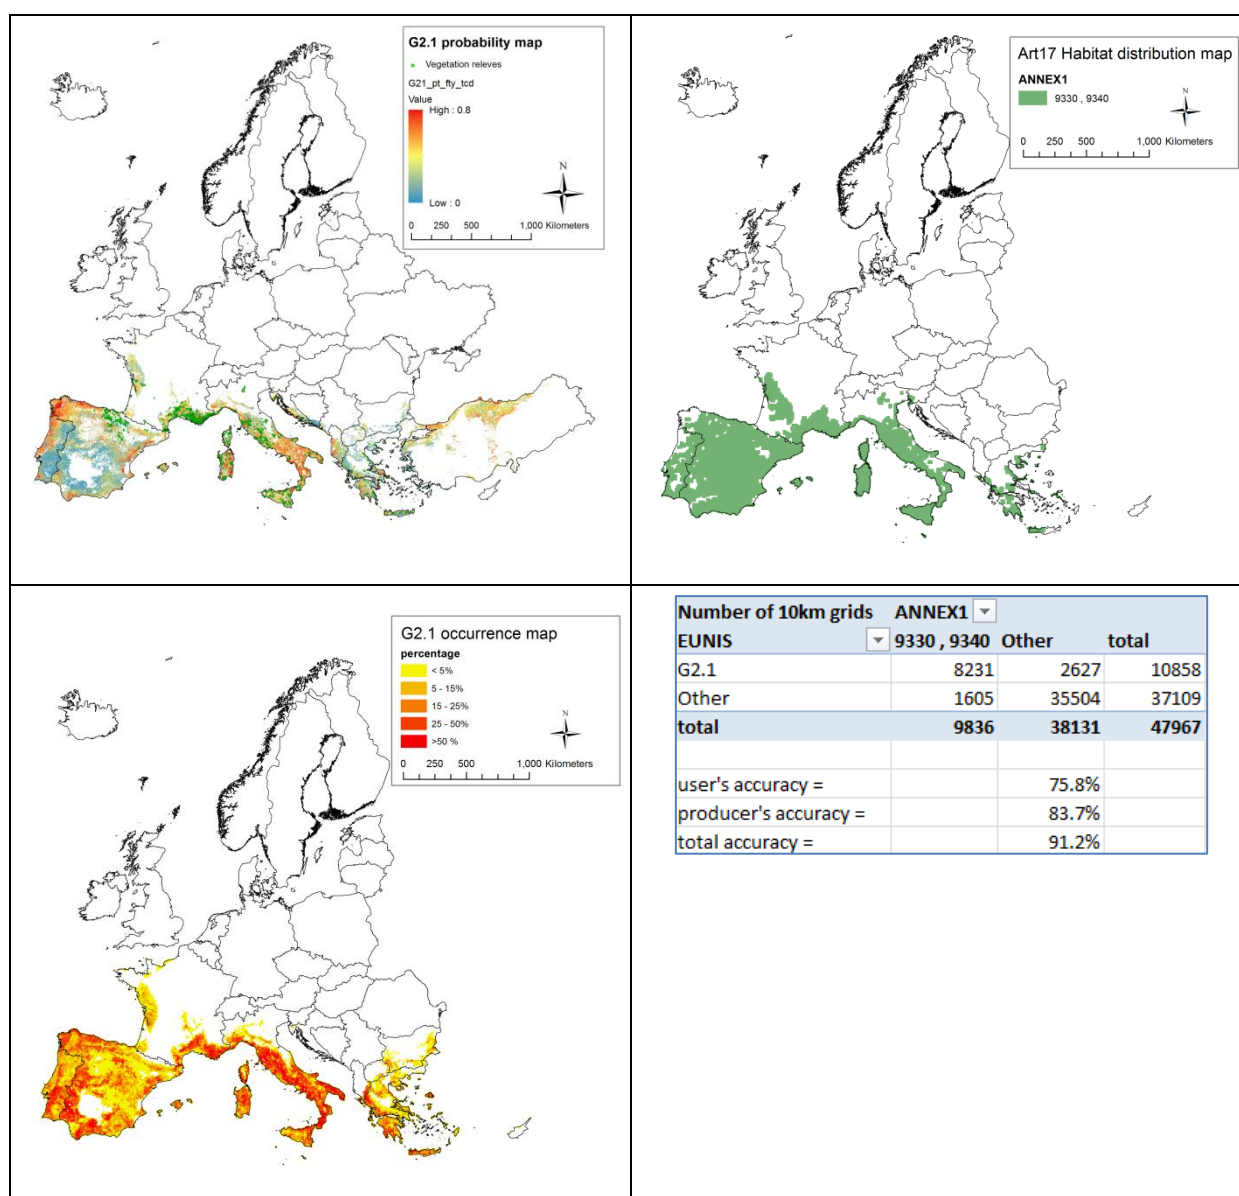 G2.1 probability map
Vegetation releves
G21_pt_fty_tcd
Value
High : 0.8
Low : 0
N
0 250 500 1,000 Kilometers
Art17 Habitat distribution map
ANNEX1
9330 , 9340
N
0 250 500 1,000 Kilometers
G2.1 occurrence map
percentage
< 5%
5 - 15%
15 - 25%
25 - 50%
>50 %
N
0 250 500 1,000 Kilometers
Number of 10km grids ANNEX1
EUNIS 9330 , 9340 Other total
G2.1 8231 2627 10858
Other 1605 35504 37109
total 9836 38131 47967
user's accuracy = 75.8%
producer's accuracy = 83.7%
total accuracy = 91.2%